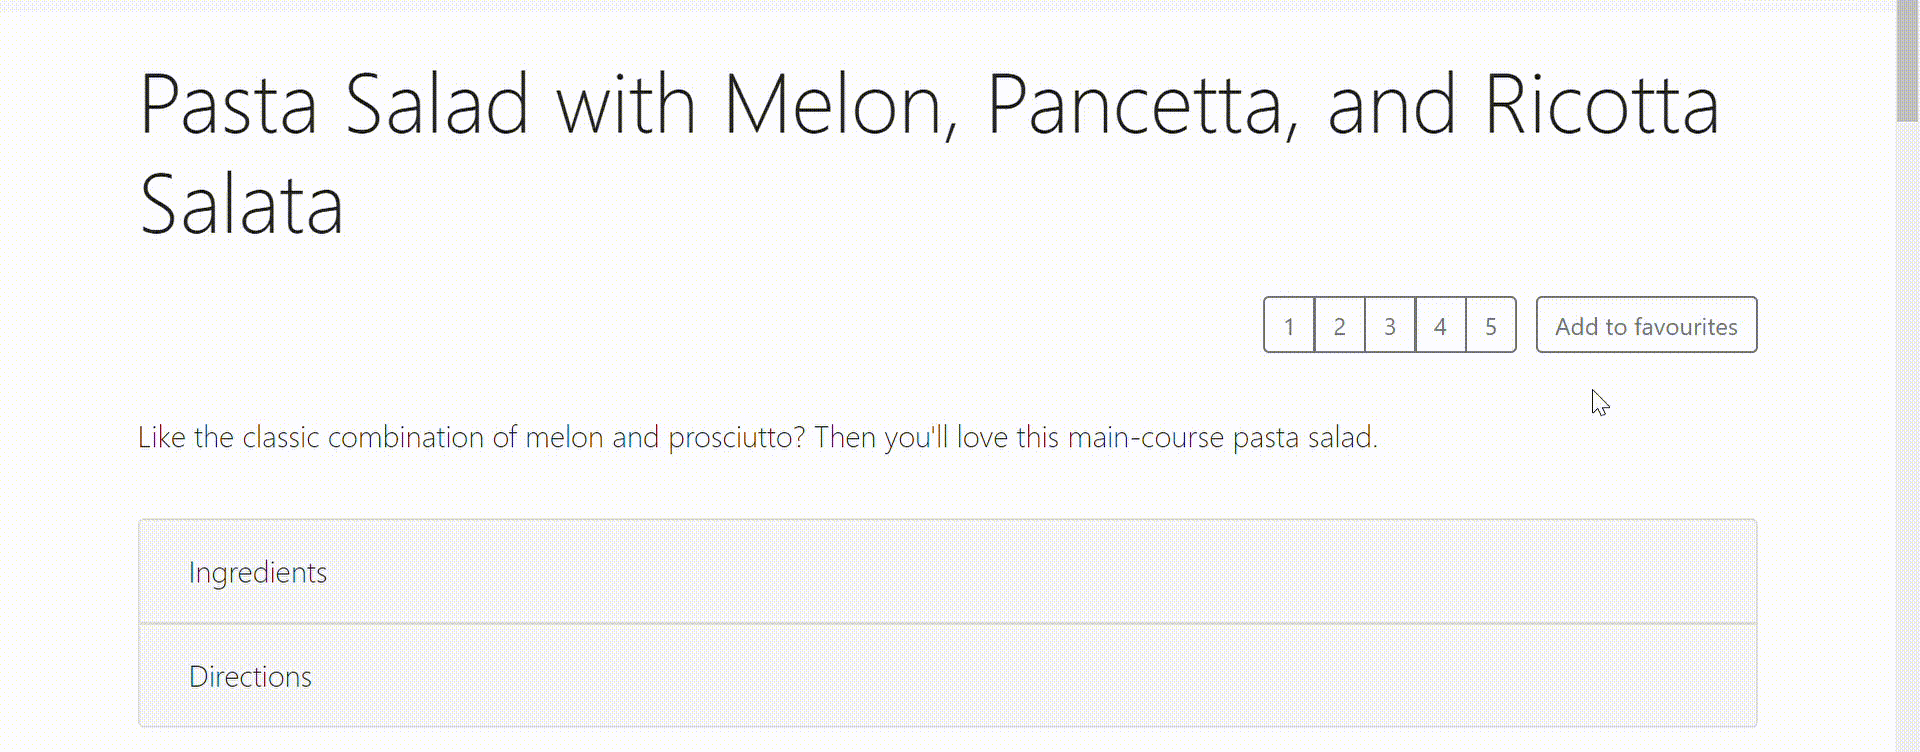 Pasta Salad with Melon, Pancetta, and Ricotta
Salata
1 2 3 4 5 Add to favourites
Like the classic combination of melon and prosciutto? Then you'll love this main-course pasta salad.
Ingredients
Directions